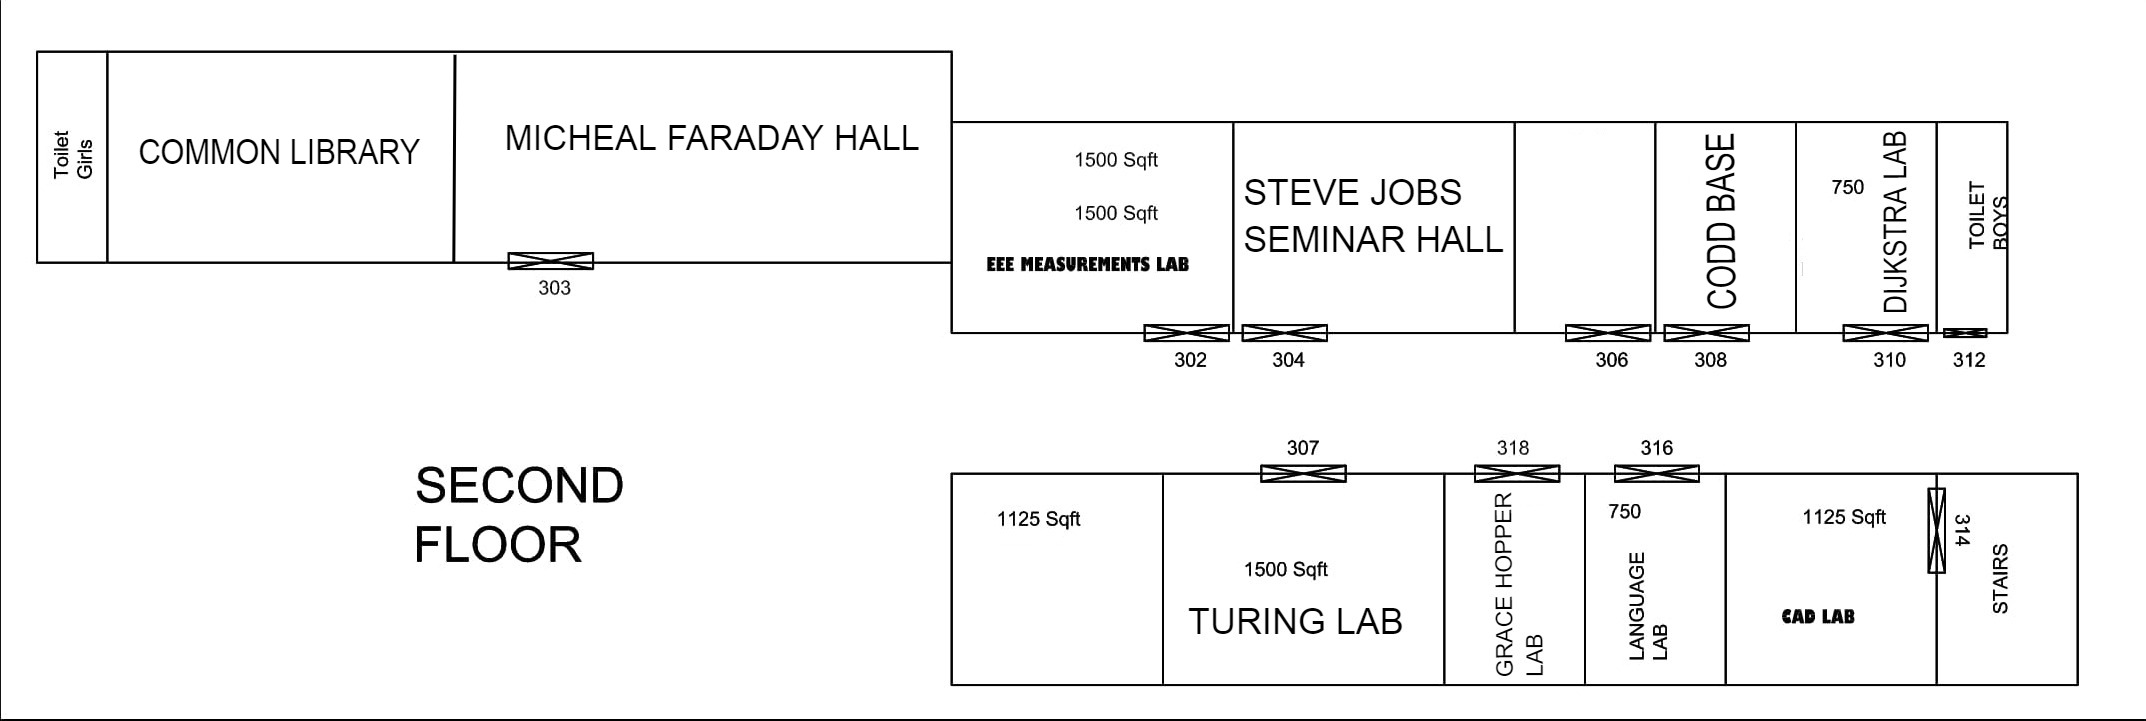 Toilet
Girls
COMMON LIBRARY
MICHEAL FARADAY HALL
303
1500 Sqft
1500 Sqft
EEE MEASUREMENTS LAB
302
STEVE JOBS
SEMINAR HALL
304
306
CODD BASE
308
750
DIJKSTRA LAB
310
TOILET
BOYS
312
SECOND
FLOOR
1125 Sqft
307
1500 Sqft
TURING LAB
318
GRACE HOPPER
LAB
316
750
LANGUAGE
LAB
1125 Sqft
CAD LAB
314
STAIRS